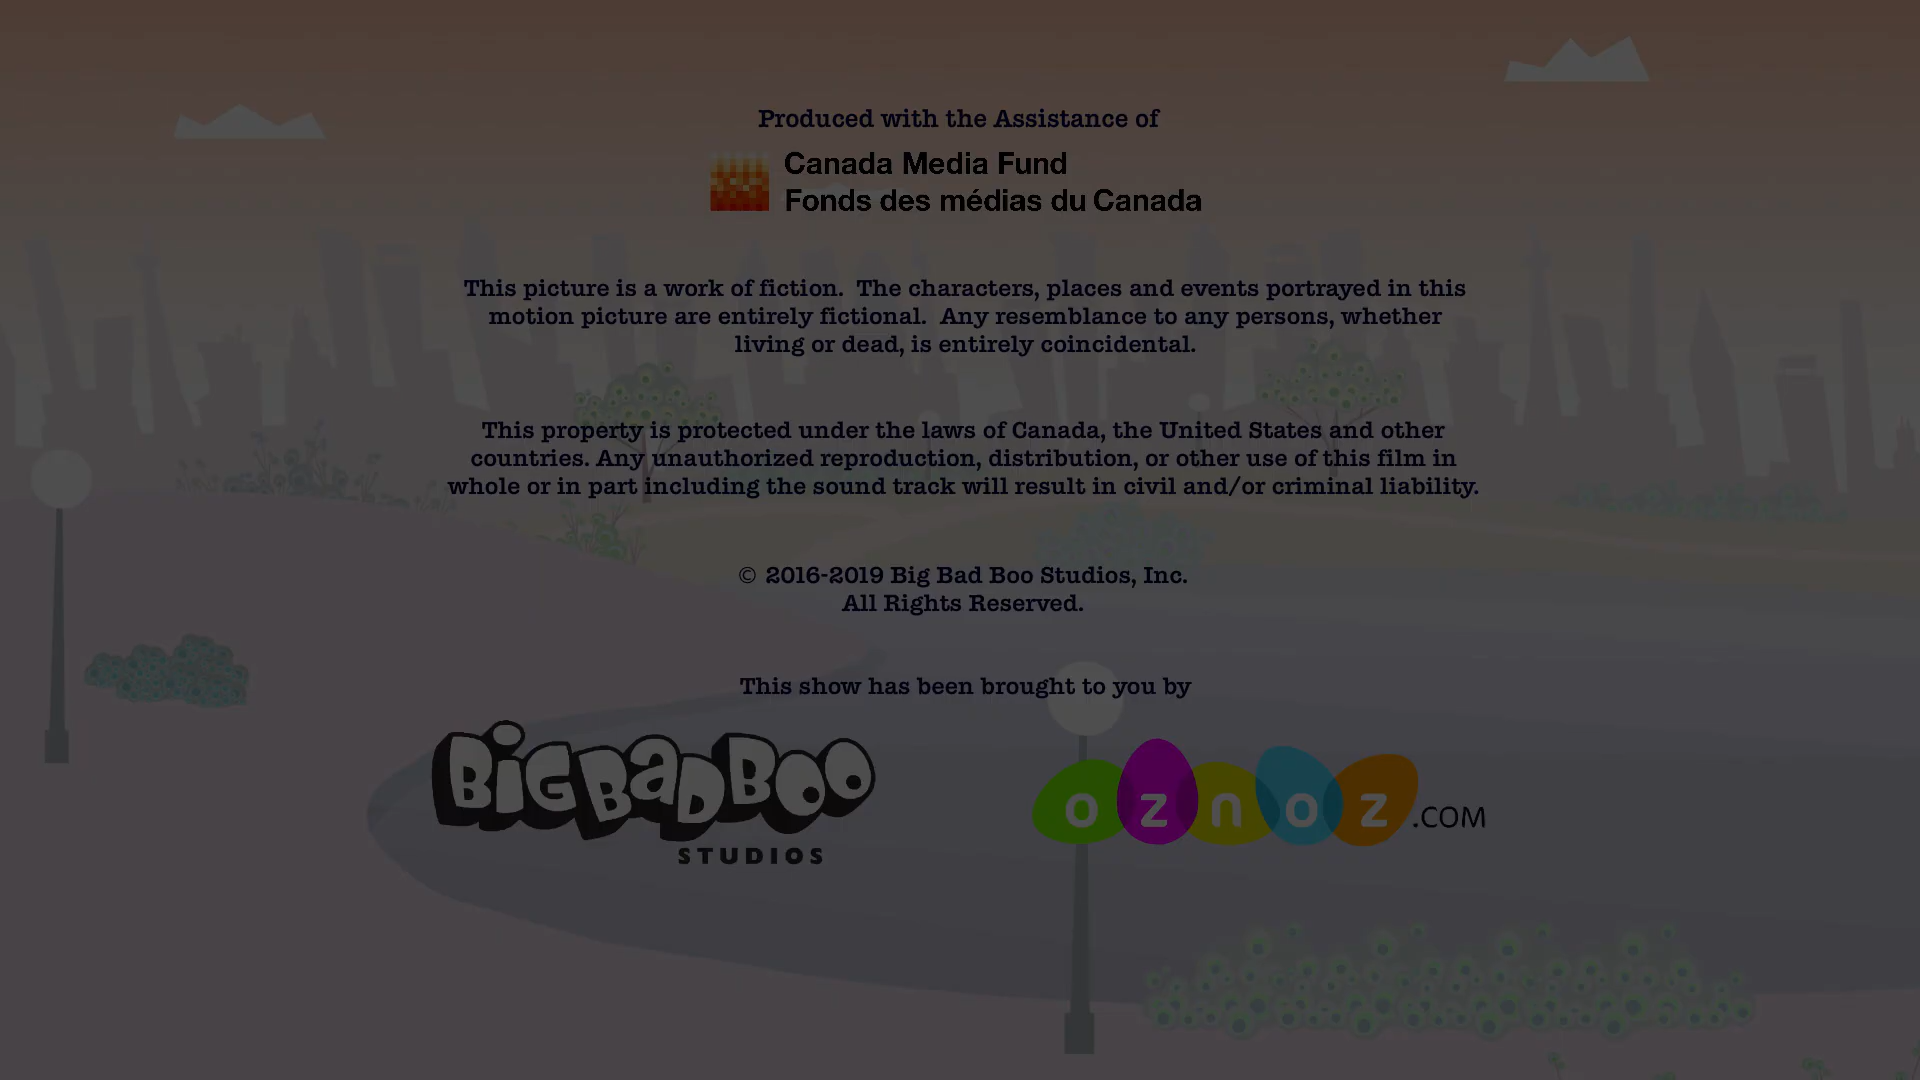 Produced with the Assistance of
Canada Media Fund
Fonds des médias du Canada
This picture is a work of fiction.  The characters, places and events portrayed in this
motion picture are entirely fictional.  Any resemblance to any persons, whether
living or dead, is entirely coincidental.
This property is protected under the laws of Canada, the United States and other
countries. Any unauthorized reproduction, distribution, or other use of this film in
whole or in part including the sound track will result in civil and/or criminal liability.
© 2016-2019 Big Bad Boo Studios, Inc.
All Rights Reserved.
This show has been brought to you by
BiG BaD BOO
STUDIOS
oznoz.COM